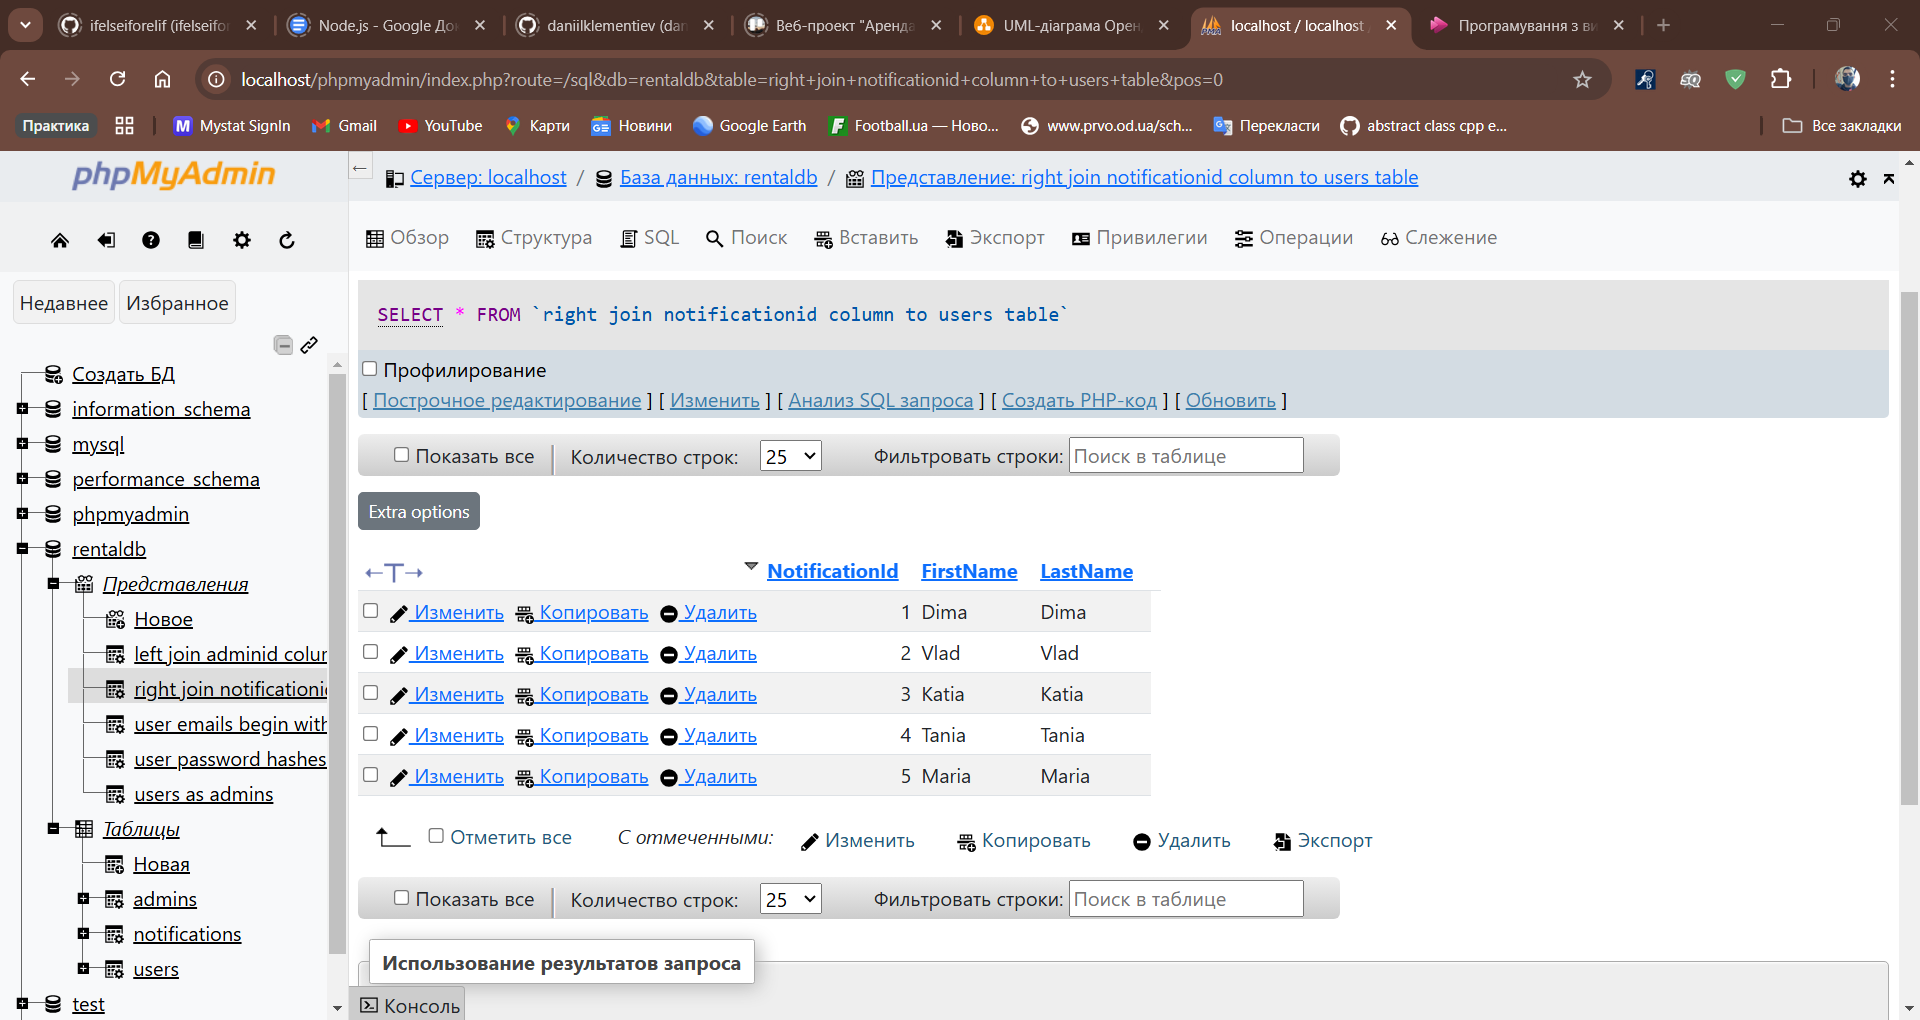 ifelseiforelif (ifelseifor
Node.js - Google До
daniilklementiev (dan
Веб-проект "Аренда
UML-діаграма Орен
localhost / localhost /
Програмування з ви
localhost/phpmyadmin/index.php?route=/sql&db=rentaldb&table=right+join+notificationid+column+to+users+table&pos=0
Практика
Mystat SignIn
Gmail
YouTube
Карти
Новини
Google Earth
Football.ua — Ново...
www.prvo.od.ua/sch...
Перекласти
abstract class cpp e...
Все закладки
phpMyAdmin
Недавнее
Избранное
Создать БД
information_schema
mysql
performance_schema
phpmyadmin
rentaldb
Представления
Новое
left join adminid colur
right join notificationi
user emails begin with
user password hashes
users as admins
Таблицы
Новая
admins
notifications
users
test
Сервер: localhost / База данных: rentaldb / Представление: right join notificationid column to users table
Обзор Структура SQL Поиск Вставить Экспорт Привилегии Операции Слежение
SELECT * FROM `right join notificationid column to users table`
Профилирование
[ Построчное редактирование ] [ Изменить ] [ Анализ SQL запроса ] [ Создать PHP-код ] [ Обновить ]
Показать все Количество строк: 25 Фильтровать строки: Поиск в таблице
Extra options
←T→ NotificationId FirstName LastName
Изменить Копировать Удалить 1 Dima Dima
Изменить Копировать Удалить 2 Vlad Vlad
Изменить Копировать Удалить 3 Katia Katia
Изменить Копировать Удалить 4 Tania Tania
Изменить Копировать Удалить 5 Maria Maria
Отметить все С отмеченными: Изменить Копировать Удалить Экспорт
Показать все Количество строк: 25 Фильтровать строки: Поиск в таблице
Использование результатов запроса
Консоль